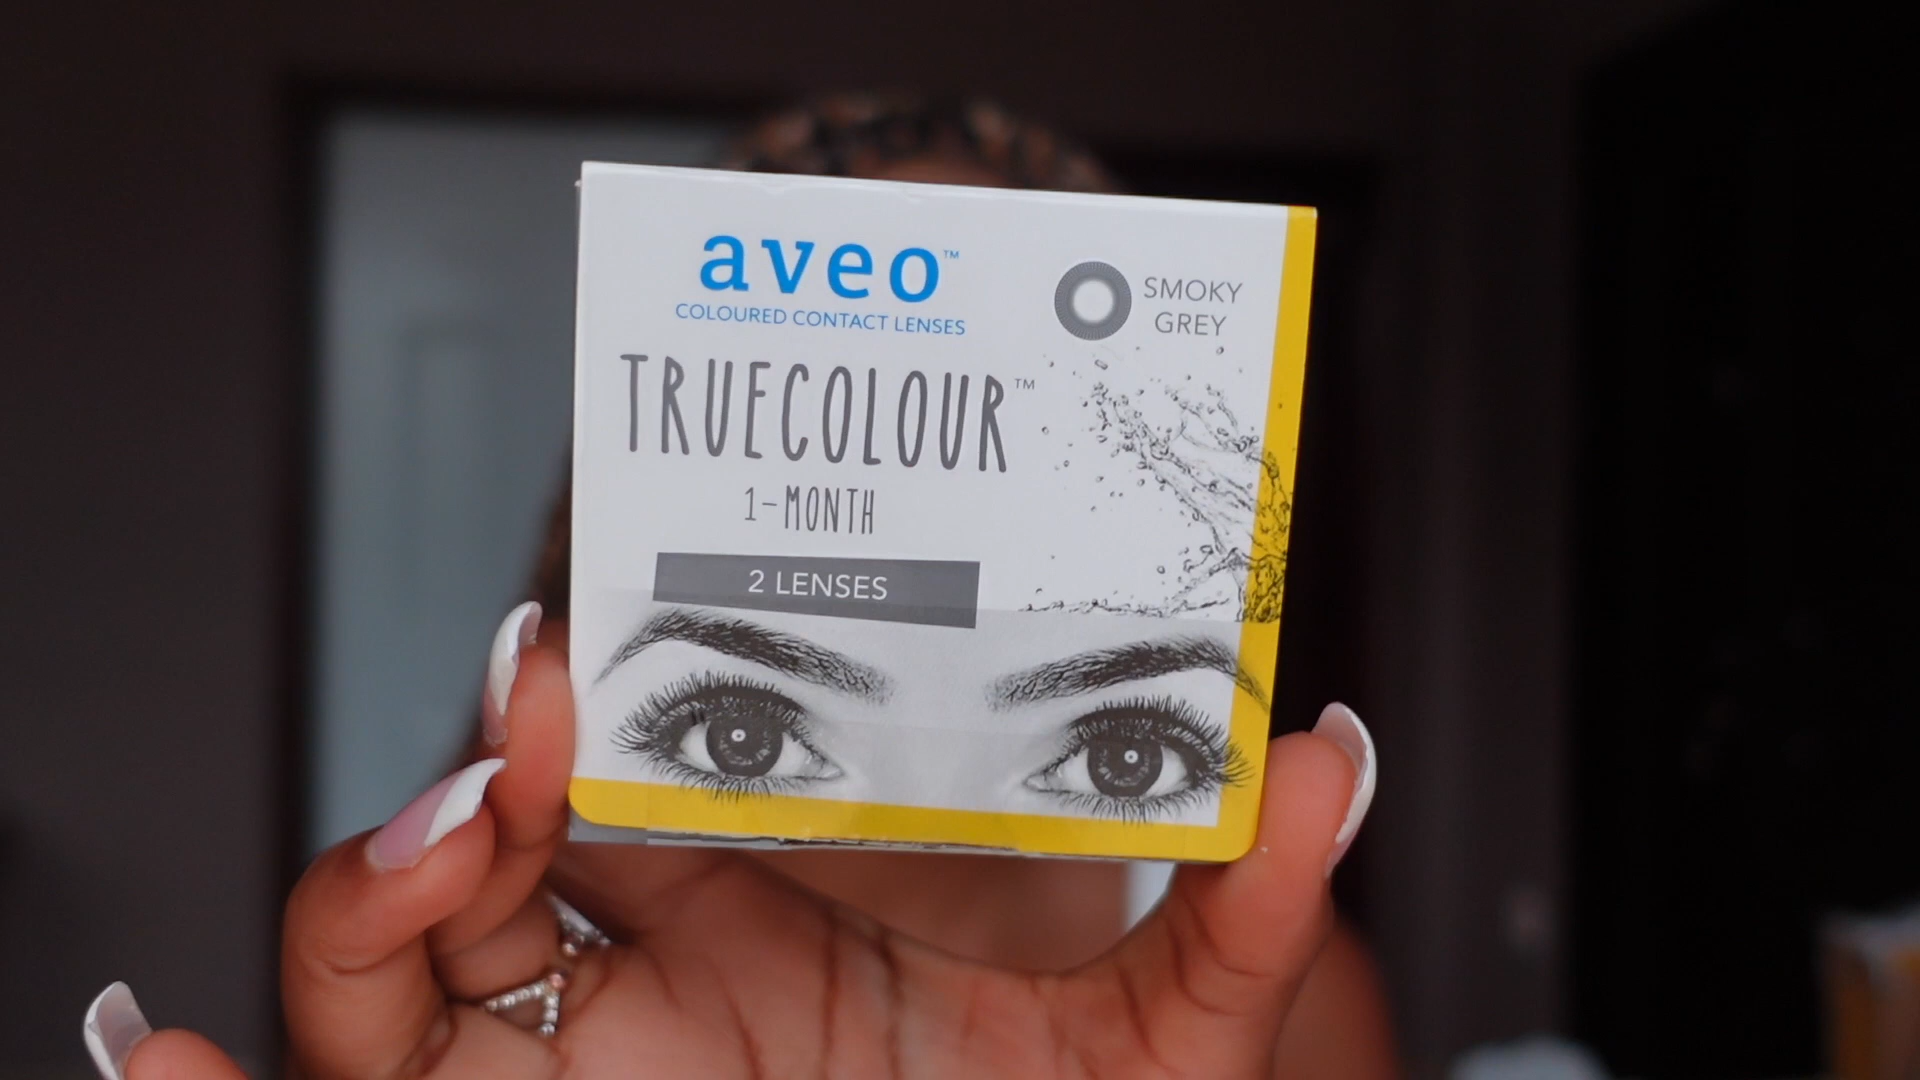 aveo™
COLOURED CONTACT LENSES
SMOKY
GREY
TRUECOLOUR™
1-MONTH
2 LENSES